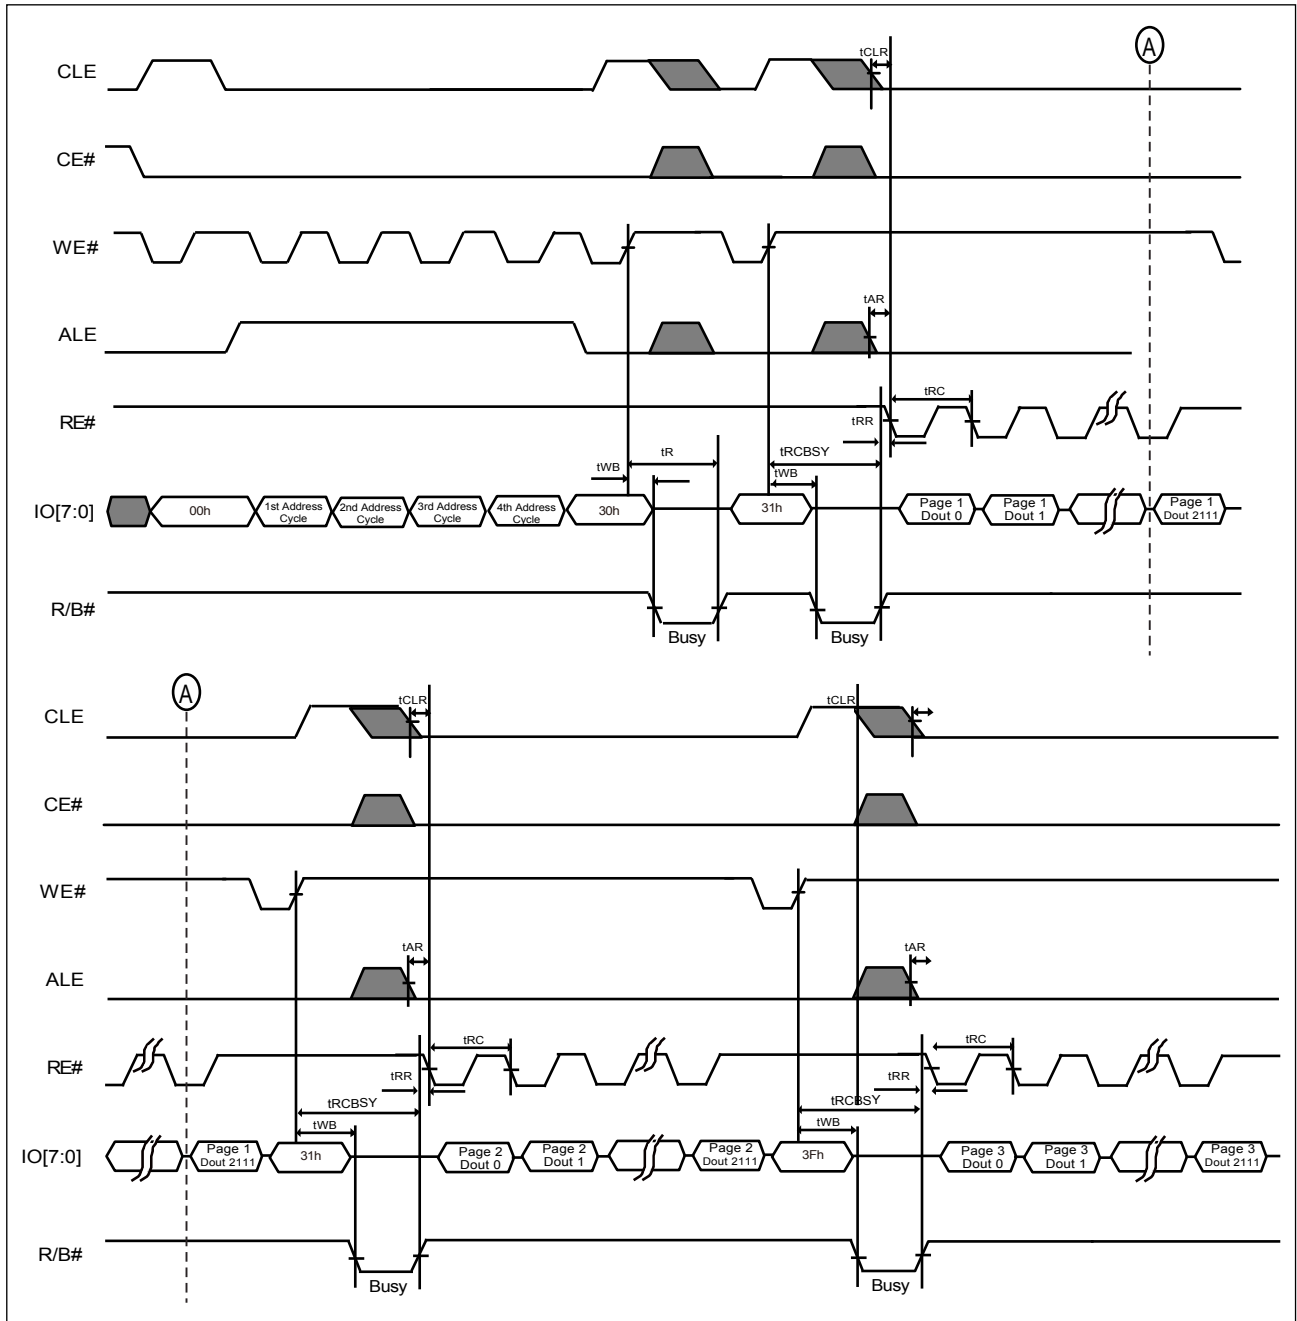 A
tCLR
CLE
CE#
WE#
tAR
ALE
tRC
RE#
tRR
tR
tRCBSY
tWB
tWB
IO[7:0]
00h
1st Address
Cycle
2nd Address
Cycle
3rd Address
Cycle
4th Address
Cycle
30h
31h
Page 1
Dout 0
Page 1
Dout 1
Page 1
Dout 2111
R/B#
Busy
Busy
A
tCLR
tCLR
CLE
CE#
WE#
tAR
tAR
ALE
tRC
tRC
RE#
tRR
tRR
tRCBSY
tRCBSY
tWB
tWB
IO[7:0]
Page 1
Dout 2111
31h
Page 2
Dout 0
Page 2
Dout 1
Page 2
Dout 2111
3Fh
Page 3
Dout 0
Page 3
Dout 1
Page 3
Dout 2111
R/B#
Busy
Busy